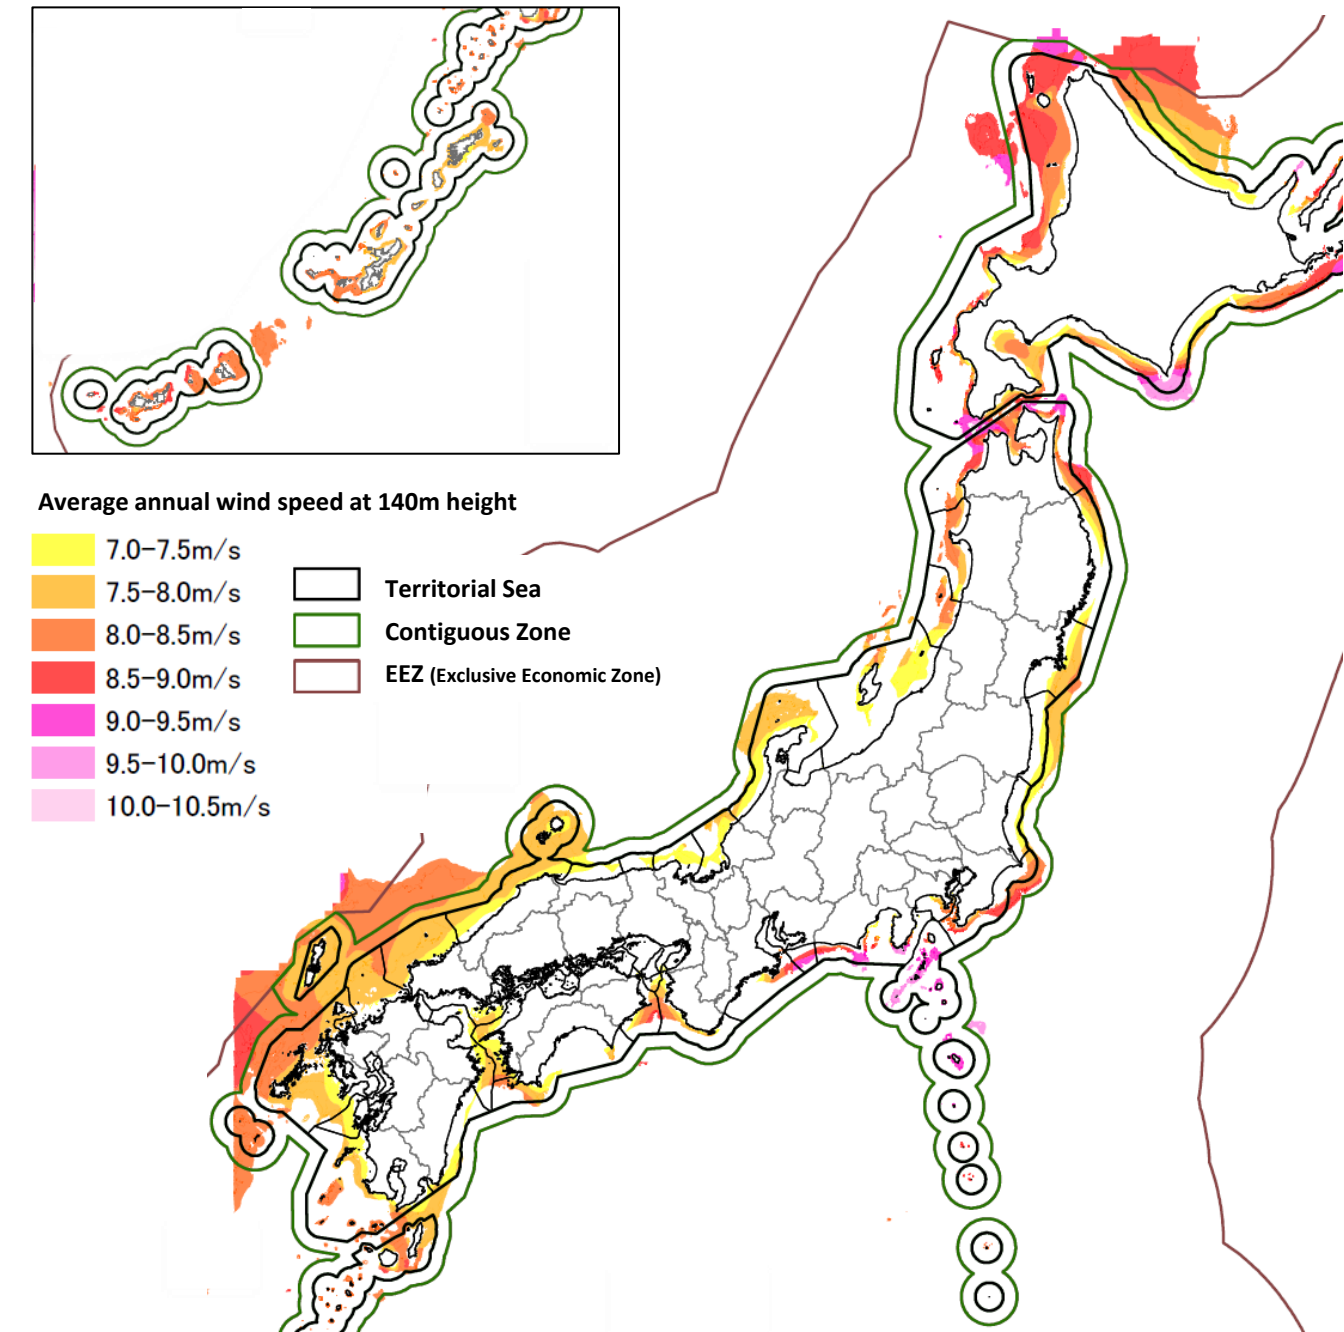 Average annual wind speed at 140m height
7.0-7.5m/s
7.5-8.0m/s
8.0-8.5m/s
8.5-9.0m/s
9.0-9.5m/s
9.5-10.0m/s
10.0-10.5m/s
Territorial Sea
Contiguous Zone
EEZ (Exclusive Economic Zone)